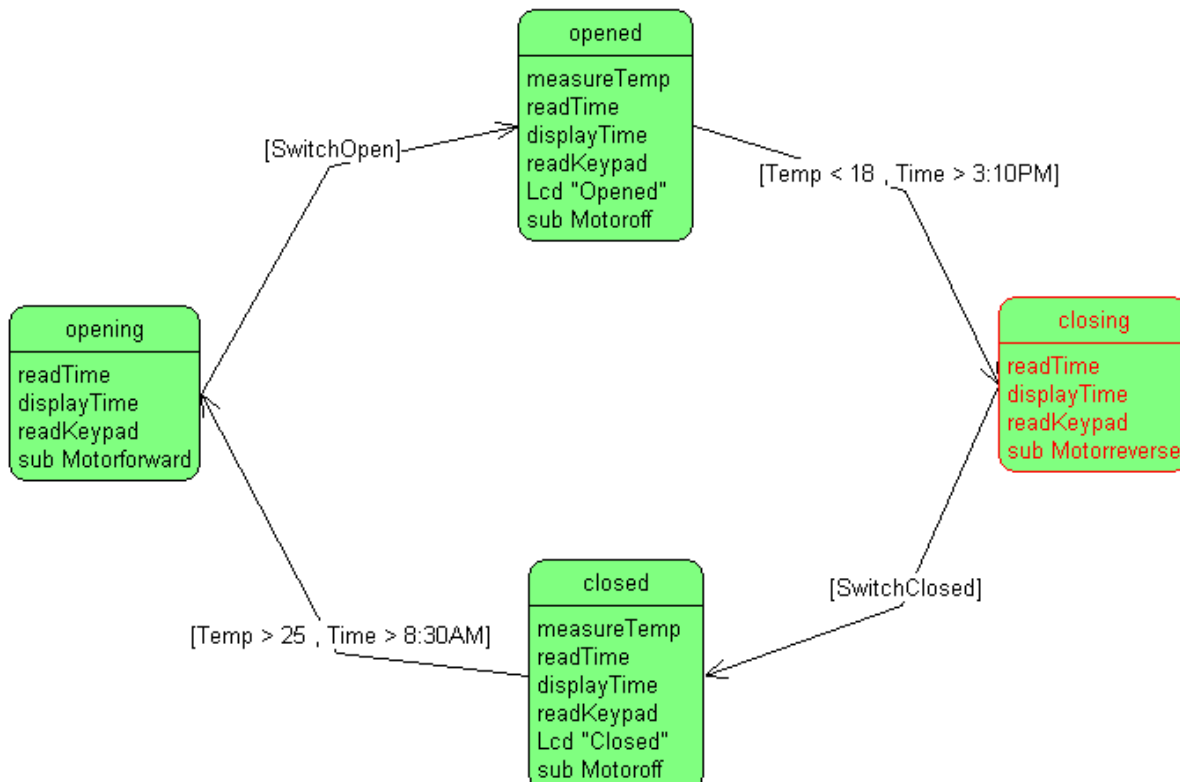 opened
measureTemp
readTime
displayTime
readKeypad
Lcd "Opened"
sub Motoroff
[SwitchOpen]
[Temp < 18 , Time > 3:10PM]
opening
readTime
displayTime
readKeypad
sub Motorforward
closing
readTime
displayTime
readKeypad
sub Motorreverse
[SwitchClosed]
[Temp > 25 , Time > 8:30AM]
closed
measureTemp
readTime
displayTime
readKeypad
Lcd "Closed"
sub Motoroff